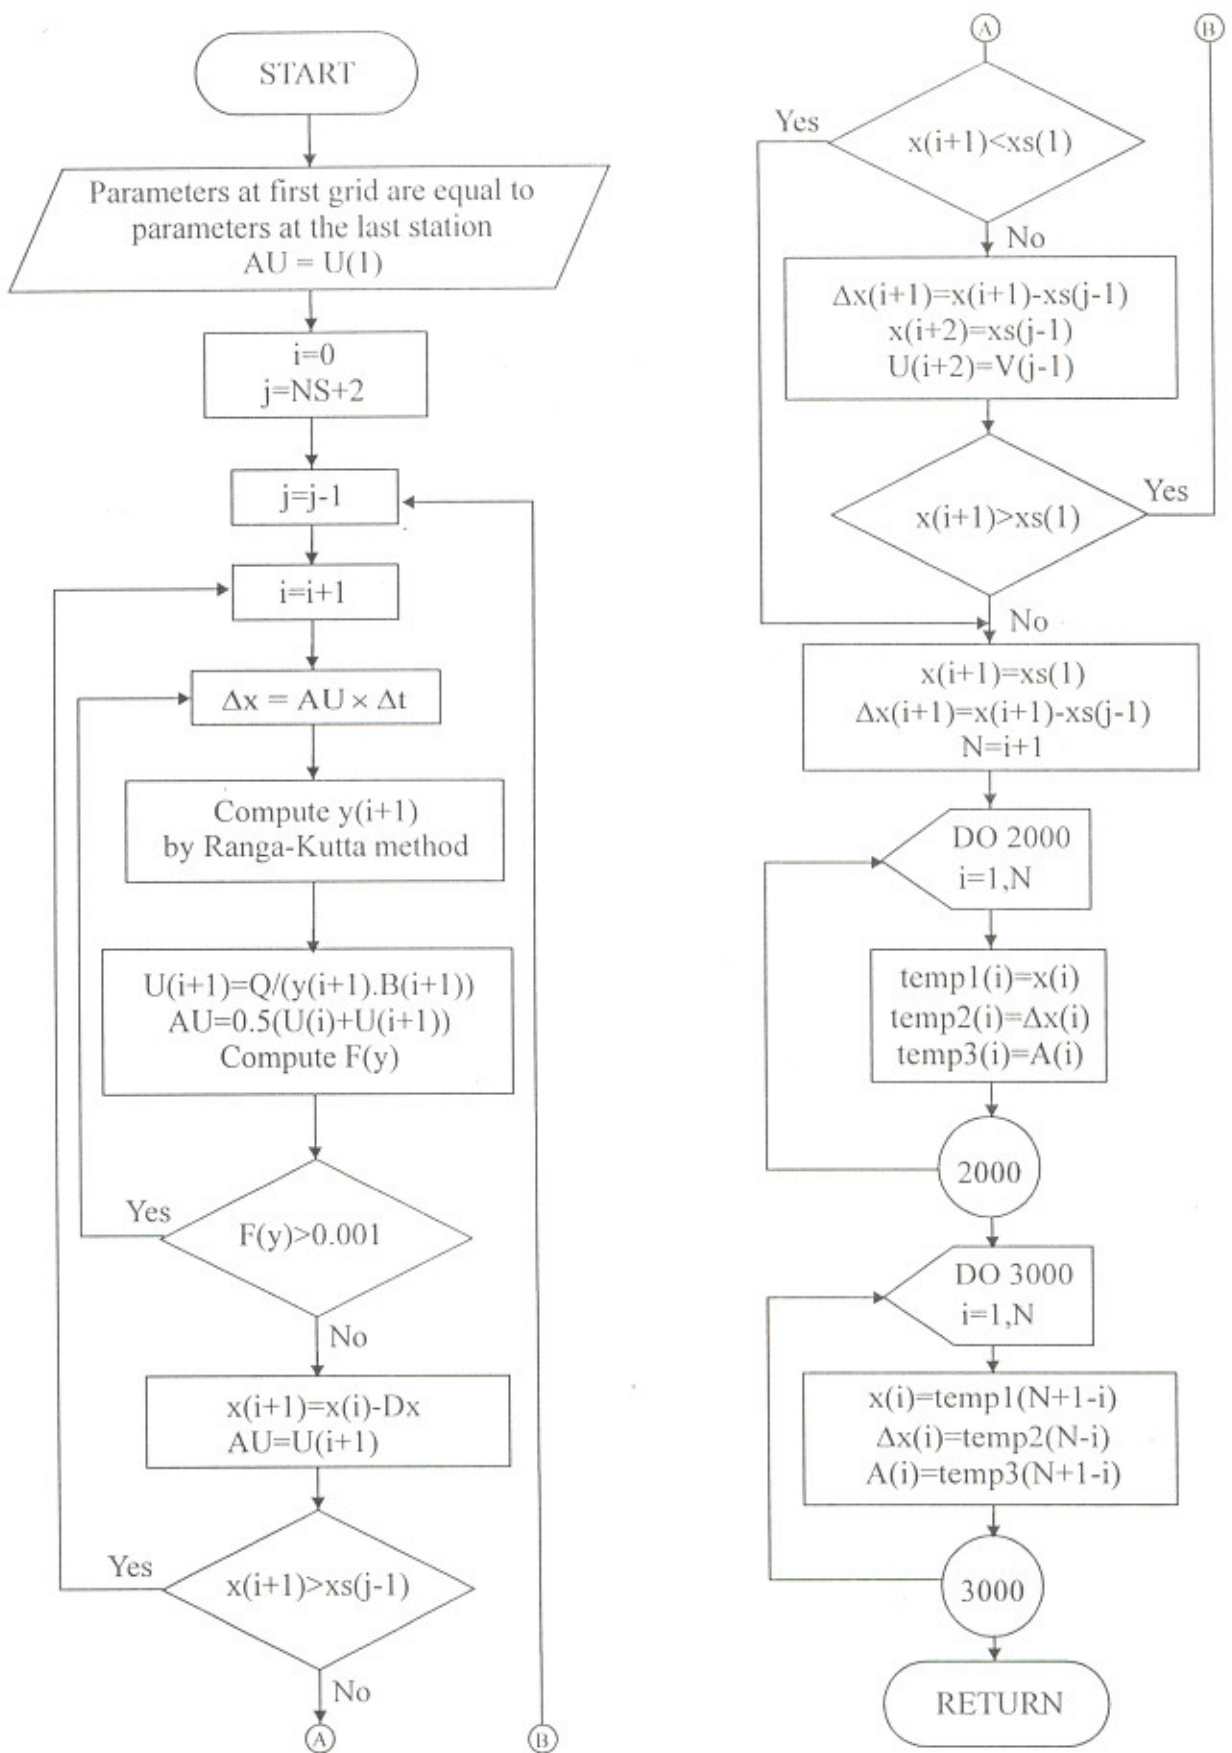 START
Parameters at first grid are equal to
parameters at the last station
AU = U(1)
i=0
j=NS+2
j=j-1
i=i+1
Δx = AU × Δt
Compute y(i+1)
by Ranga-Kutta method
U(i+1)=Q/(y(i+1).B(i+1))
AU=0.5(U(i)+U(i+1))
Compute F(y)
Yes
F(y)>0.001
No
x(i+1)=x(i)-Dx
AU=U(i+1)
Yes
x(i+1)>xs(j-1)
No
A
B
A
B
Yes
x(i+1)<xs(1)
No
Δx(i+1)=x(i+1)-xs(j-1)
x(i+2)=xs(j-1)
U(i+2)=V(j-1)
Yes
x(i+1)>xs(1)
No
x(i+1)=xs(1)
Δx(i+1)=x(i+1)-xs(j-1)
N=i+1
DO 2000
i=1,N
temp1(i)=x(i)
temp2(i)=Δx(i)
temp3(i)=A(i)
2000
DO 3000
i=1,N
x(i)=temp1(N+1-i)
Δx(i)=temp2(N-i)
A(i)=temp3(N+1-i)
3000
RETURN